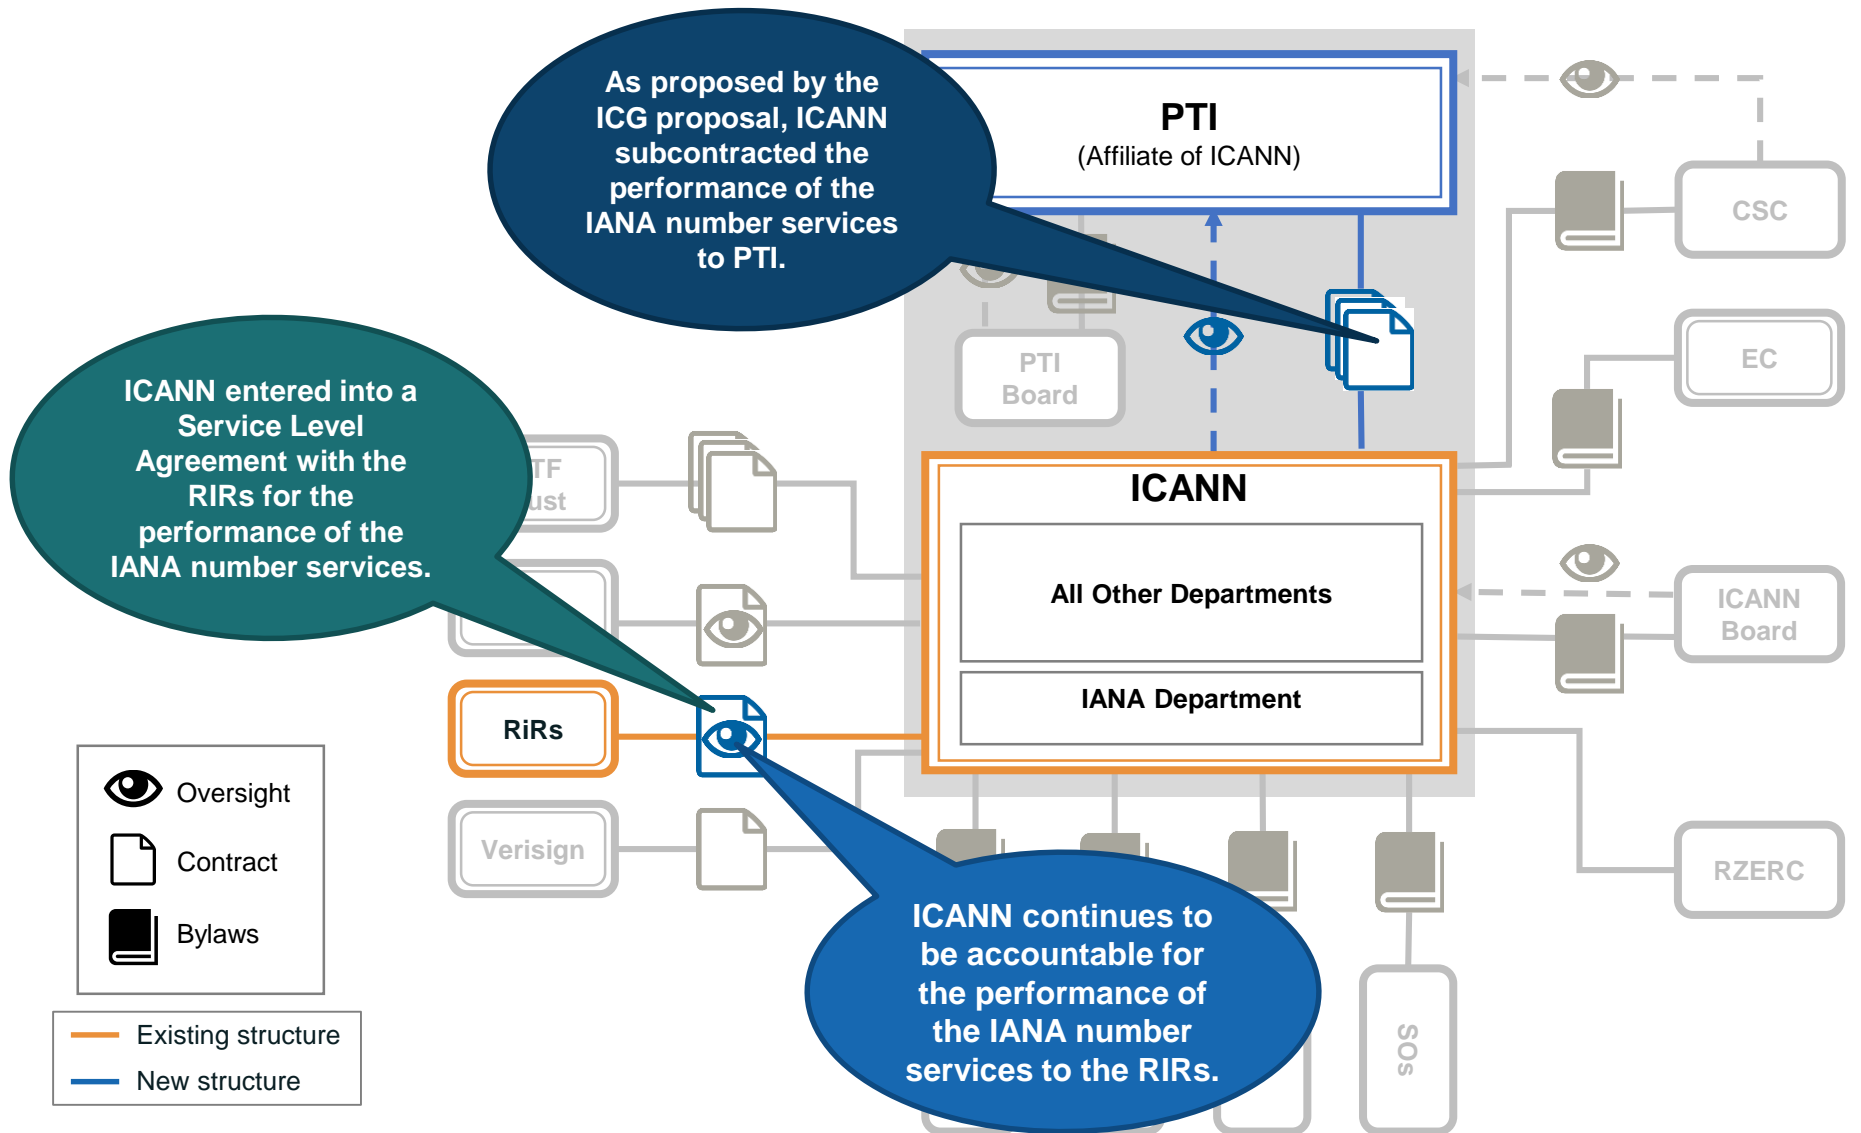 As proposed by the
ICG proposal, ICANN
subcontracted the
performance of the
IANA number services
to PTI.
PTI
(Affiliate of ICANN)
CSC
EC
PTI
Board
ICANN entered into a
Service Level
Agreement with the
RIRs for the
performance of the
IANA number services.
TF
ust
ICANN
All Other Departments
IANA Department
ICANN
Board
RiRs
Verisign
RZERC
Oversight
Contract
Bylaws
Existing structure
New structure
ICANN continues to
be accountable for
the performance of
the IANA number
services to the RIRs.
SOs